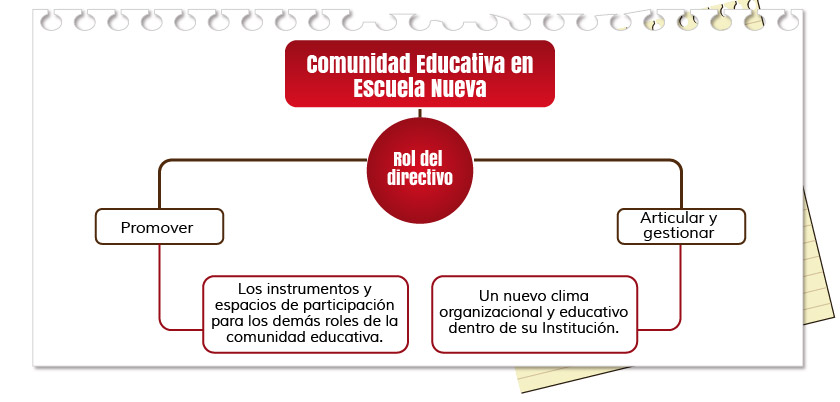 Comunidad Educativa en
Escuela Nueva
Rol del
directivo
Promover
Articular y
gestionar
Los instrumentos y
espacios de participación
para los demás roles de la
comunidad educativa.
Un nuevo clima
organizacional y educativo
dentro de su Institución.